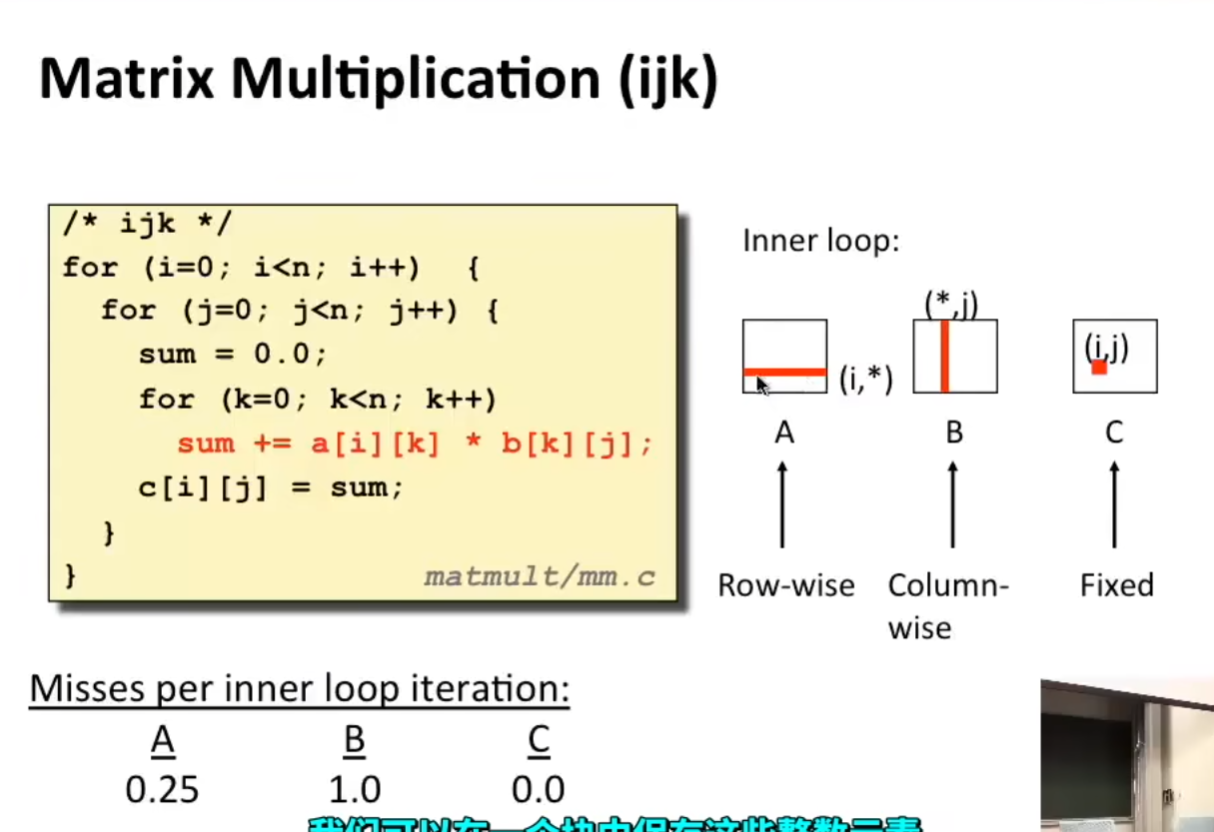 Matrix Multiplication (ijk)
/* ijk */
for (i=0; i<n; i++) {
for (j=0; j<n; j++) {
sum = 0.0;
for (k=0; k<n; k++)
sum += a[i][k] * b[k][j];
c[i][j] = sum;
}
}
matmult/mm.c
Inner loop:
(*,j)
(i,j)
(i,*)
A B C
Row-wise Column-
wise
Fixed
Misses per inner loop iteration:
A B C
0.25 1.0 0.0
我们可以在一个块中保存这些整数元素